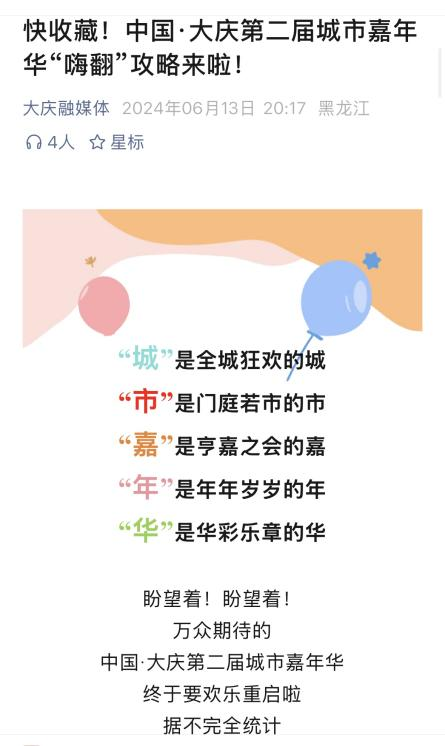 快收藏！中国·大庆第二届城市嘉年
华“嗨翻”攻略来啦！
大庆融媒体 2024年06月13日 20:17 黑龙江
4人 星标
“城”是全城狂欢的城
“市”是门庭若市的市
“嘉”是亨嘉之会的嘉
“年”是年年岁岁的年
“华”是华彩乐章的华
盼望着！盼望着！
万众期待的
中国·大庆第二届城市嘉年华
终于要欢乐重启啦
据不完全统计